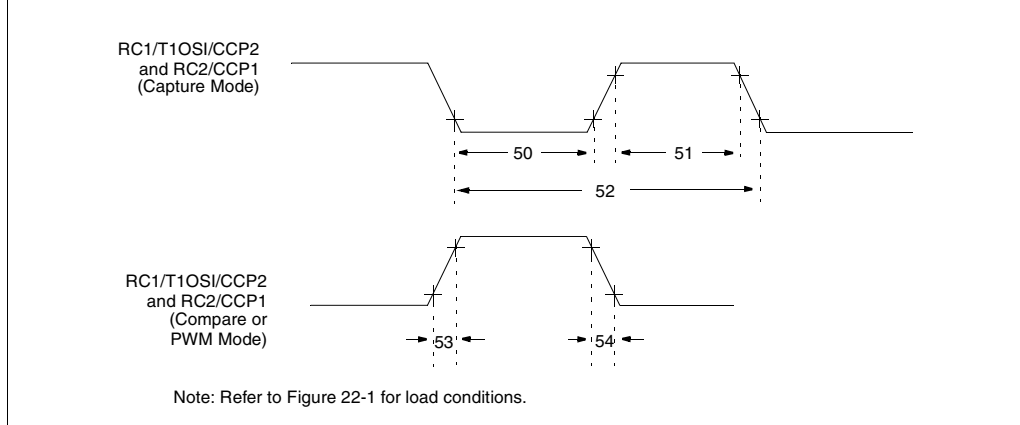 RC1/T1OSI/CCP2
and RC2/CCP1
(Capture Mode)
50
51
52
RC1/T1OSI/CCP2
and RC2/CCP1
(Compare or
PWM Mode)
53
54
Note: Refer to Figure 22-1 for load conditions.